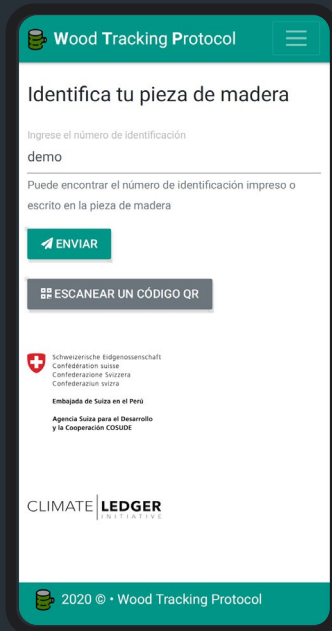 Wood Tracking Protocol
Identifica tu pieza de madera
Ingrese el número de identificación
demo
Puede encontrar el número de identificación impreso o
escrito en la pieza de madera
ENVIAR
ESCANEAR UN CÓDIGO QR
Schweizerische Eidgenossenschaft
Confédération suisse
Confederazione Svizzera
Confederaziun svizra
Embajada de Suiza en el Perú
Agencia Suiza para el Desarrollo
y la Cooperación COSUDE
CLIMATE LEDGER
INITIATIVE
2020 © • Wood Tracking Protocol